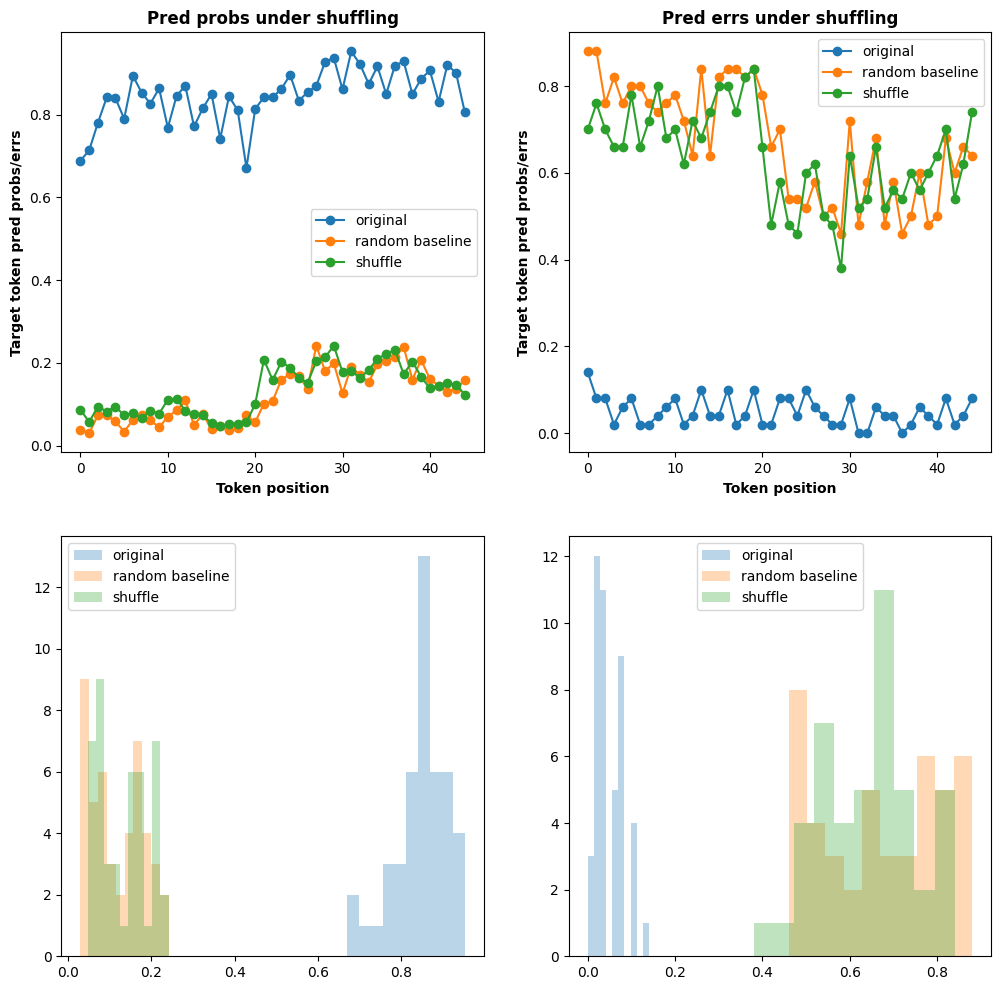 Pred probs under shuffling
Target token pred probs/errs
0.8
0.6
0.4
0.2
0.0
original
random baseline
shuffle
0 10 20 30 40
Token position
Pred errs under shuffling
Target token pred probs/errs
0.8
0.6
0.4
0.2
0.0
original
random baseline
shuffle
0 10 20 30 40
Token position
12
10
8
6
4
2
0
original
random baseline
shuffle
0.0 0.2 0.4 0.6 0.8
12
10
8
6
4
2
0
original
random baseline
shuffle
0.0 0.2 0.4 0.6 0.8